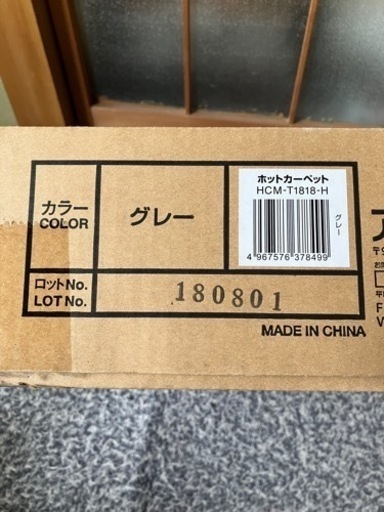 カラー
COLOR
グレー
ホットカーペット
HCM-T1818-H
4 967576 378499
グレー
ロットNo.
LOT No.
180801
MADE IN CHINA